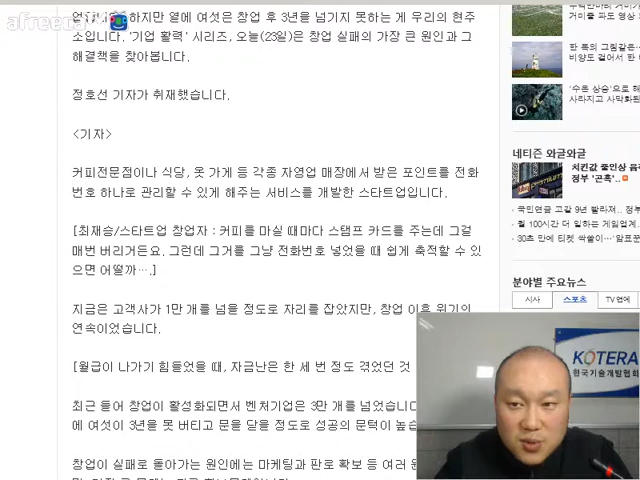 afreeca
하지만 열에 여섯은 창업 후 3년을 넘기지 못하는 게 우리의 현주
소입니다. '기업 활력' 시리즈, 오늘(23일)은 창업 실패의 가장 큰 원인과 그
해결책을 찾아봅니다.
정호선 기자가 취재했습니다.
<기자>
커피전문점이나 식당, 옷 가게 등 각종 자영업 매장에서 받은 포인트를 전화
번호 하나로 관리할 수 있게 해주는 서비스를 개발한 스타트업입니다.
[최재승/스타트업 창업자 : 커피를 마실 때마다 스탬프 카드를 주는데 그걸
매번 버리거든요. 그런데 그거를 그냥 전화번호 넣었을 때 쉽게 축적할 수 있
으면 어떨까….]
지금은 고객사가 1만 개를 넘을 정도로 자리를 잡았지만, 창업 이후 위기의
연속이었습니다.
[월급이 나가기 힘들었을 때, 자금난은 한 세 번 정도 겪었던 것
최근 들어 창업이 활성화되면서 벤처기업은 3만 개를 넘었습니다
에 여섯이 3년을 못 버티고 문을 닫을 정도로 성공의 문턱이 높습
창업이 실패로 돌아가는 원인에는 마케팅과 판로 확보 등 여러 원
거미줄 파도 영상
한 폭의 그림같은…
비양도 걸어서 한
'수온 상승'으로 해
사라지고 사막화된
네티즌 와글와글
치킨값 줄인상 움직
정부 '곤혹'..
국민연금 고갈 9년 빨라져.. 정부
월 100시간 더 일하는 게임업계.
30초 만에 티켓 싹쓸이…'암표꾼
분야별 주요뉴스
시사
스포츠
TV 연예
KOTERA
한국기술개발협회